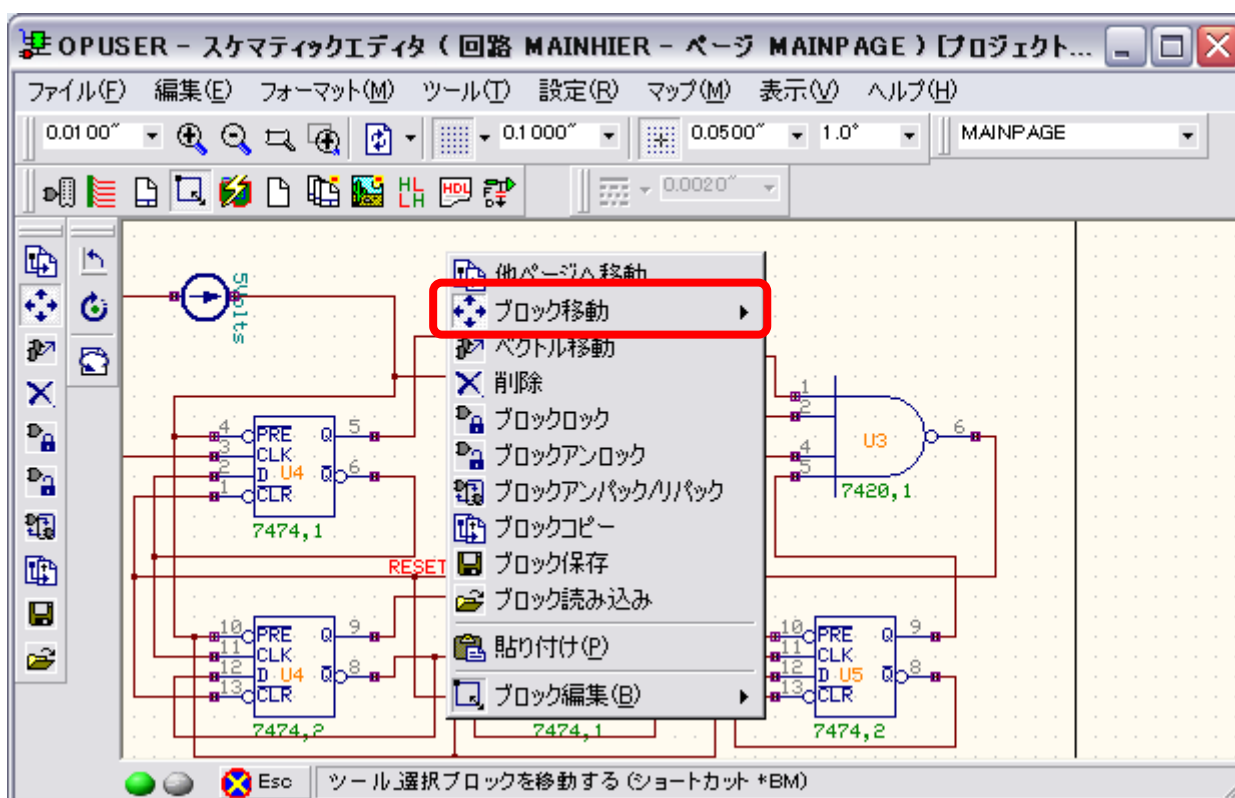 OPUSER - スケマティックエディタ ( 回路 MAINHIER - ページ MAINPAGE ) [プロジェクト...
ファイル(F) 編集(E) フォーマット(M) ツール(T) 設定(R) マップ(M) 表示(V) ヘルプ(H)
0.0100" 0.1000" 0.0500" 1.0° MAINPAGE
HL LH HDL 0.0020"
5volts
他ページへ移動
ブロック移動
ベクトル移動
削除
ブロックロック
ブロックアンロック
ブロックアンパック/リパック
ブロックコピー
ブロック保存
ブロック読み込み
貼り付け(P)
ブロック編集(B)
4 PRE Q 5
3 CLK
2 D U4 Q 6
1 CLR
7474,1
1
2
4
5
U3
6
7420,1
RESET
10 PRE Q 9
11 CLK
12 D U4 Q 8
13 CLR
7474,2
7474,1
10 PRE Q 9
11 CLK
12 D U5 Q 8
13 CLR
7474,2
Esc ツール_選択ブロックを移動する (ショートカット *BM)